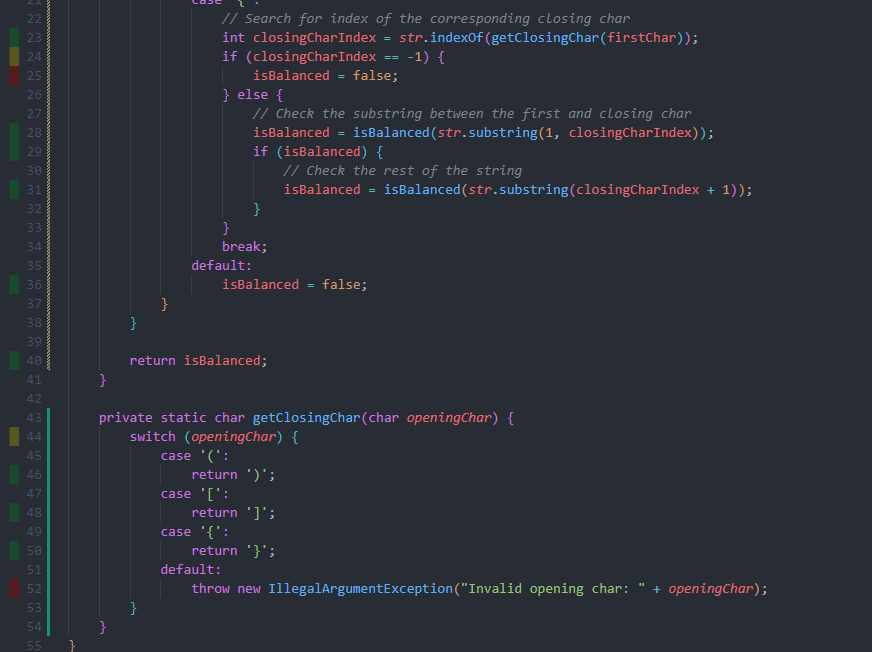 21 case '{':
22 // Search for index of the corresponding closing char
23 int closingCharIndex = str.indexOf(getClosingChar(firstChar));
24 if (closingCharIndex == -1) {
25 isBalanced = false;
26 } else {
27 // Check the substring between the first and closing char
28 isBalanced = isBalanced(str.substring(1, closingCharIndex));
29 if (isBalanced) {
30 // Check the rest of the string
31 isBalanced = isBalanced(str.substring(closingCharIndex + 1));
32 }
33 }
34 break;
35 default:
36 isBalanced = false;
37 }
38 }
39
40 return isBalanced;
41 }
42
43 private static char getClosingChar(char openingChar) {
44 switch (openingChar) {
45 case '(':
46 return ')';
47 case '[':
48 return ']';
49 case '{':
50 return '}';
51 default:
52 throw new IllegalArgumentException("Invalid opening char: " + openingChar);
53 }
54 }
55 }